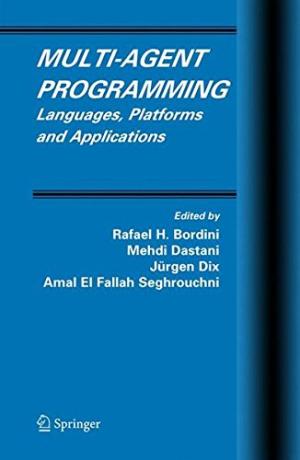 MULTI-AGENT
PROGRAMMING
Languages, Platforms
and Applications
Edited by
Rafael H. Bordini
Mehdi Dastani
Jürgen Dix
Amal El Fallah Seghrouchni
Springer